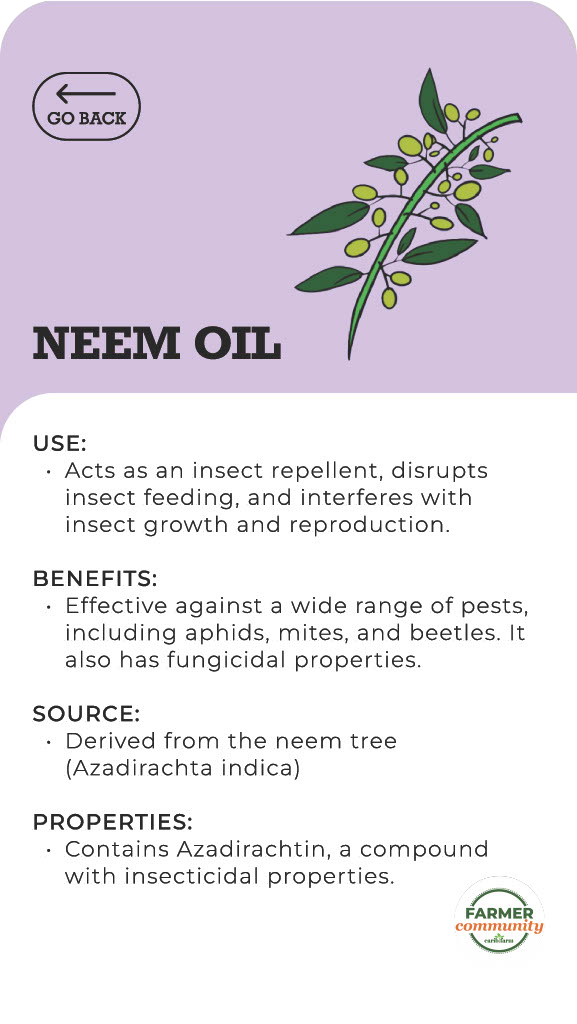 GO BACK
NEEM OIL
USE:
• Acts as an insect repellent, disrupts
insect feeding, and interferes with
insect growth and reproduction.
BENEFITS:
• Effective against a wide range of pests,
including aphids, mites, and beetles. It
also has fungicidal properties.
SOURCE:
• Derived from the neem tree
(Azadirachta indica)
PROPERTIES:
• Contains Azadirachtin, a compound
with insecticidal properties.
FARMER
community